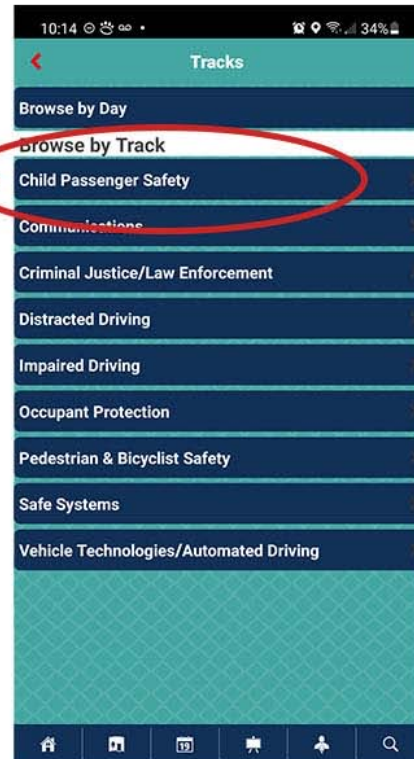 10:14
34%
Tracks
Browse by Day
Browse by Track
Child Passenger Safety
Communications
Criminal Justice/Law Enforcement
Distracted Driving
Impaired Driving
Occupant Protection
Pedestrian & Bicyclist Safety
Safe Systems
Vehicle Technologies/Automated Driving
19